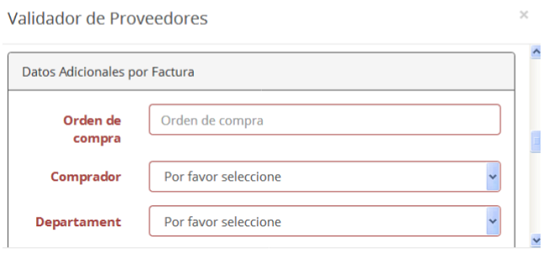 Validador de Proveedores
×
Datos Adicionales por Factura
Orden de
compra
Orden de compra
Comprador
Por favor seleccione
Departament
Por favor seleccione